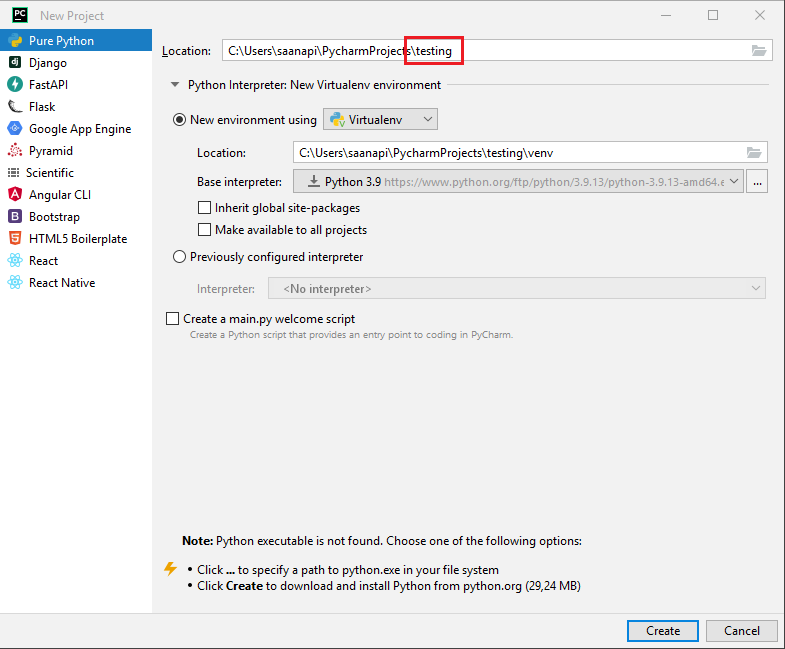 PC New Project
Pure Python
dj Django
FastAPI
Flask
Google App Engine
Pyramid
Scientific
Angular CLI
B Bootstrap
HTML5 Boilerplate
React
React Native
Location: C:\Users\saanapi\PycharmProjects\testing
Python Interpreter: New Virtualenv environment
New environment using Virtualenv
Location: C:\Users\saanapi\PycharmProjects\testing\venv
Base interpreter: Python 3.9 https://www.python.org/ftp/python/3.9.13/python-3.9.13-amd64.e ...
Inherit global site-packages
Make available to all projects
Previously configured interpreter
Interpreter: <No interpreter>
Create a main.py welcome script
Create a Python script that provides an entry point to coding in PyCharm.
Note: Python executable is not found. Choose one of the following options:
• Click ... to specify a path to python.exe in your file system
• Click Create to download and install Python from python.org (29,24 MB)
Create Cancel